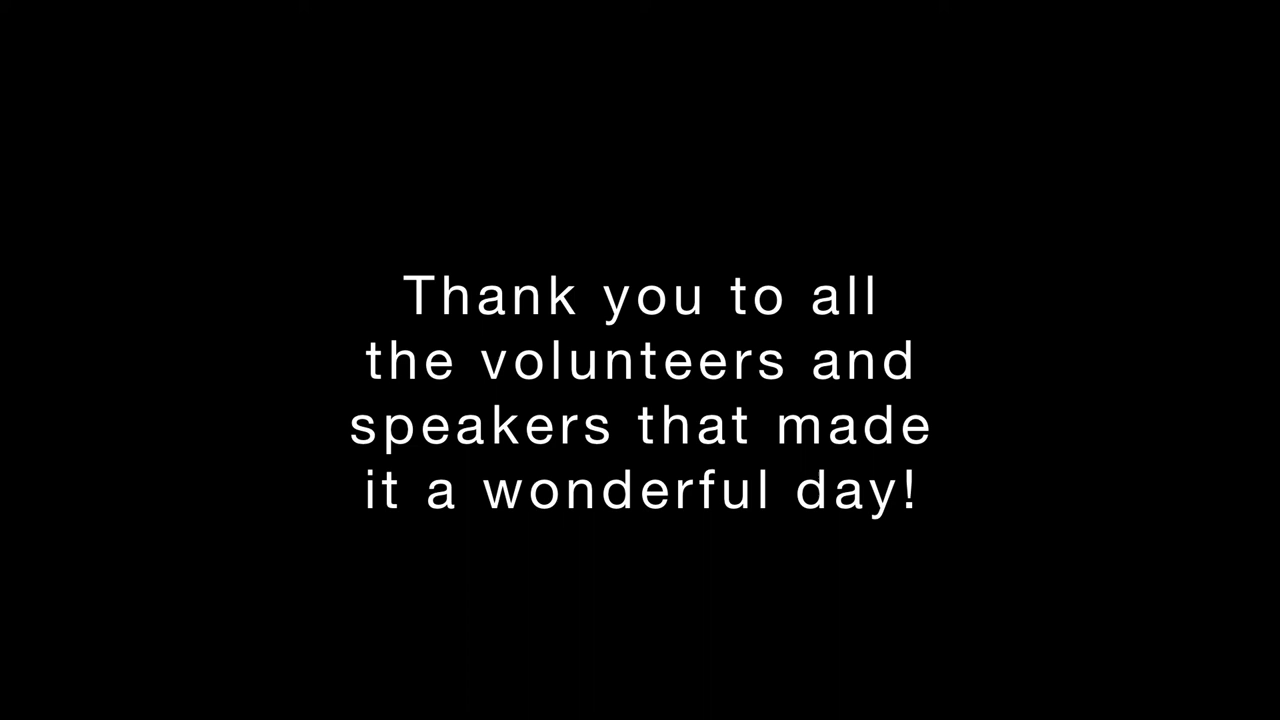 Thank you to all
the volunteers and
speakers that made
it a wonderful day!